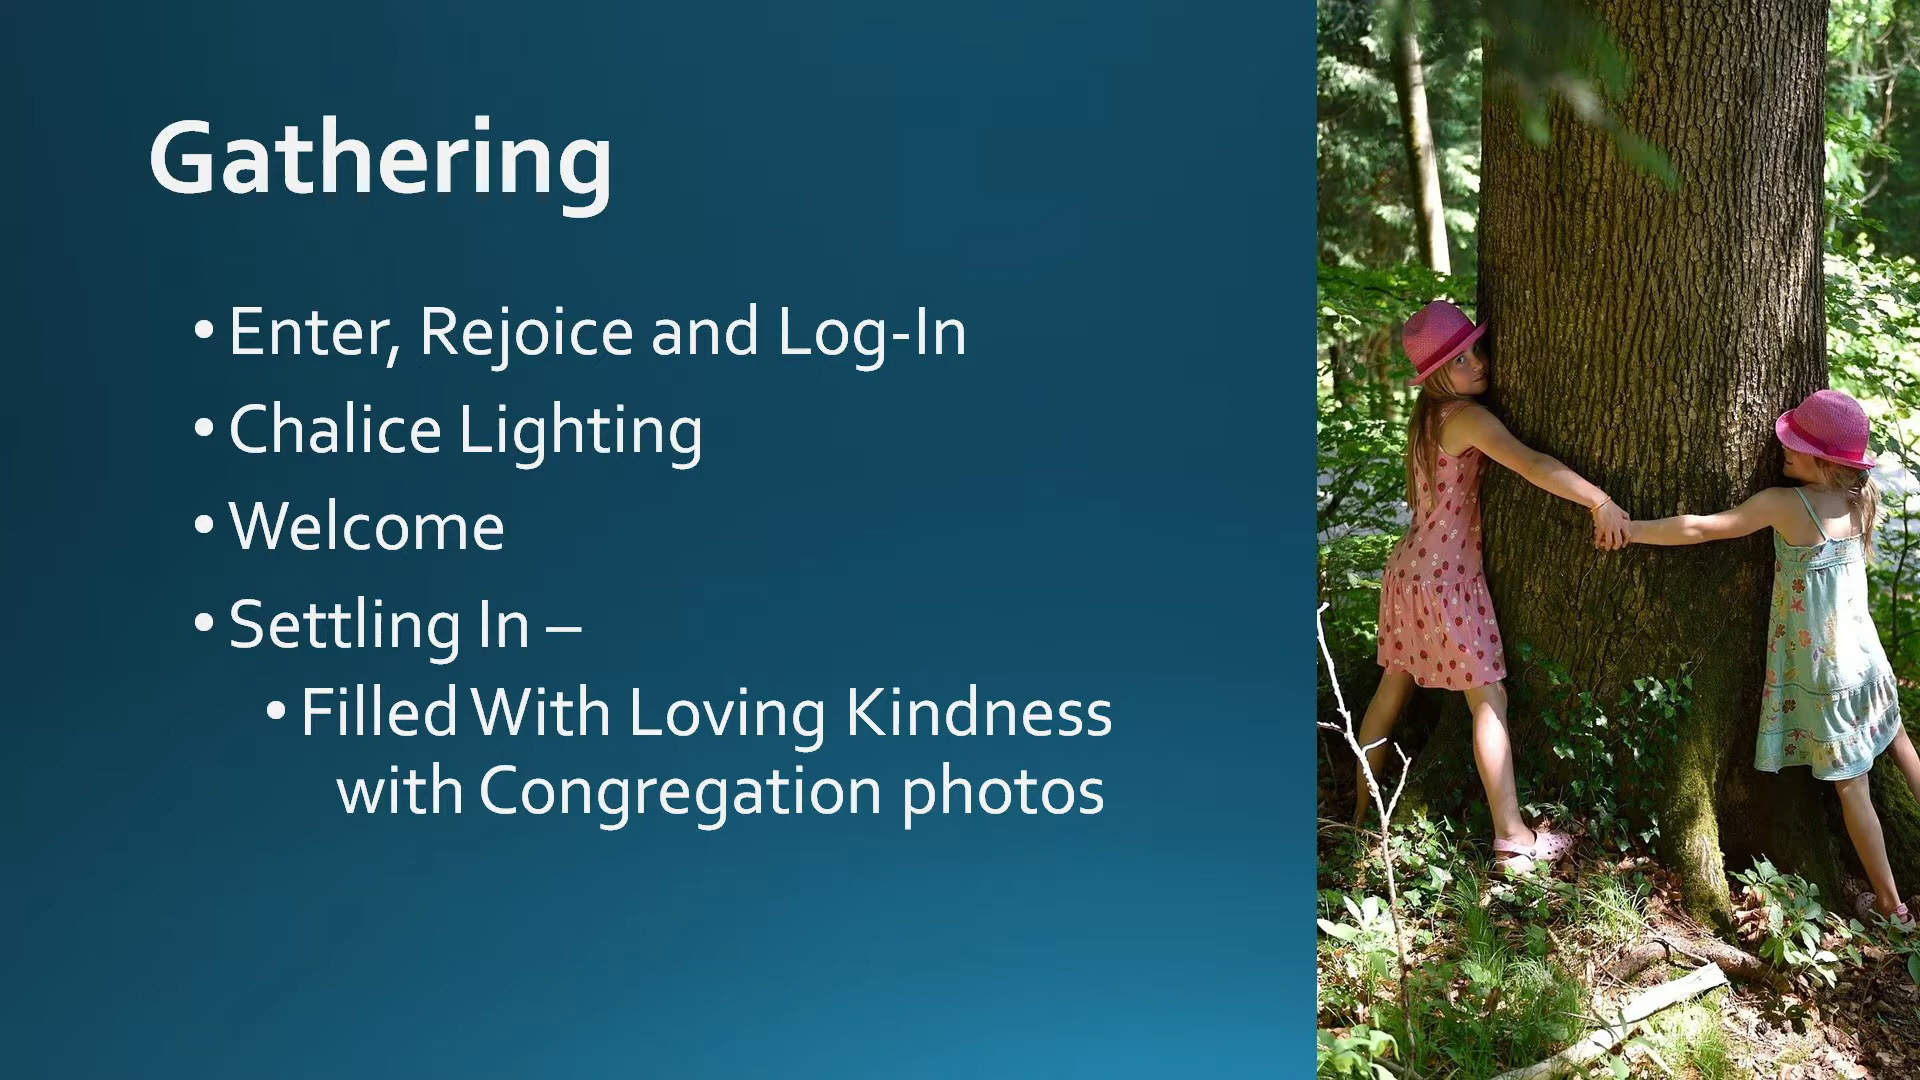 Gathering
• Enter, Rejoice and Log-In
• Chalice Lighting
• Welcome
• Settling In –
• Filled With Loving Kindness
with Congregation photos